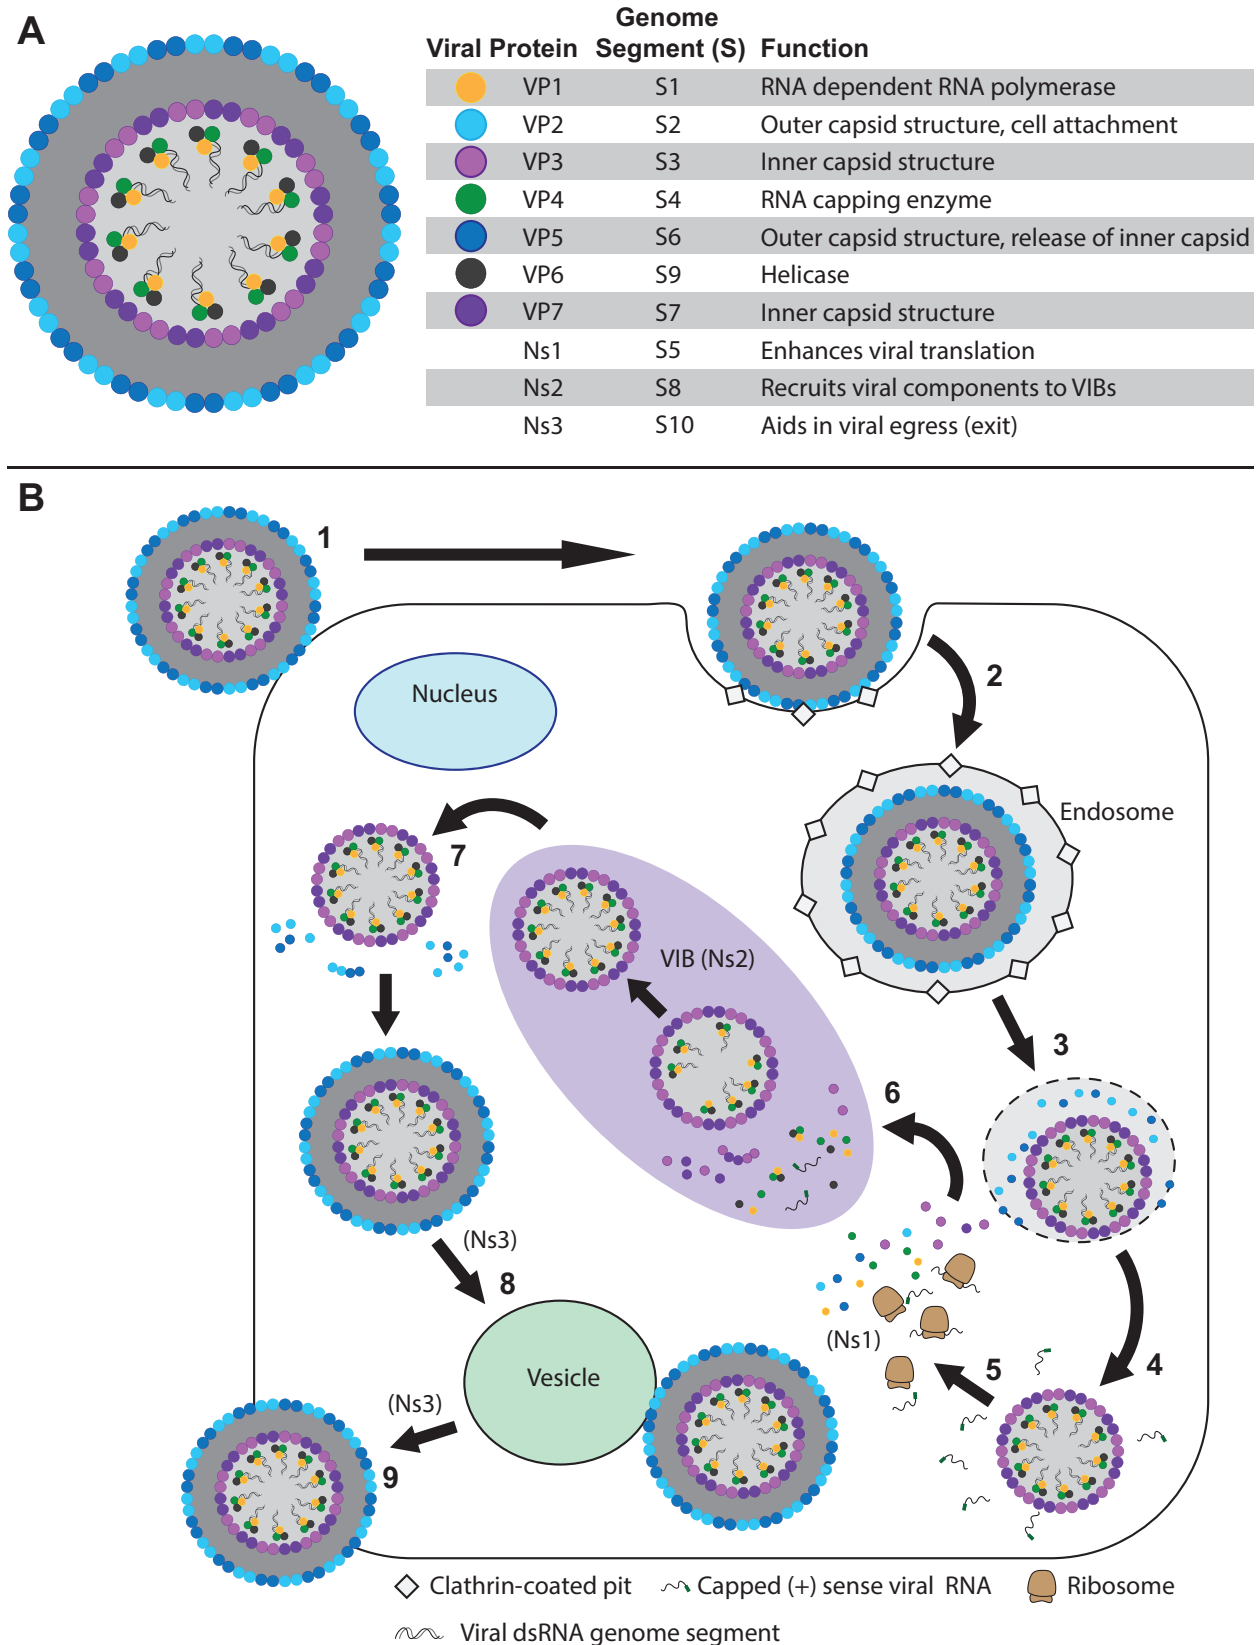 A
Genome
Viral Protein Segment (S) Function
VP1 S1 RNA dependent RNA polymerase
VP2 S2 Outer capsid structure, cell attachment
VP3 S3 Inner capsid structure
VP4 S4 RNA capping enzyme
VP5 S6 Outer capsid structure, release of inner capsid
VP6 S9 Helicase
VP7 S7 Inner capsid structure
Ns1 S5 Enhances viral translation
Ns2 S8 Recruits viral components to VIBs
Ns3 S10 Aids in viral egress (exit)
B
1
2
Nucleus
Endosome
7
VIB (Ns2)
3
6
(Ns3)
8
(Ns1)
4
5
Vesicle
(Ns3)
9
Clathrin-coated pit Capped (+) sense viral RNA Ribosome
Viral dsRNA genome segment